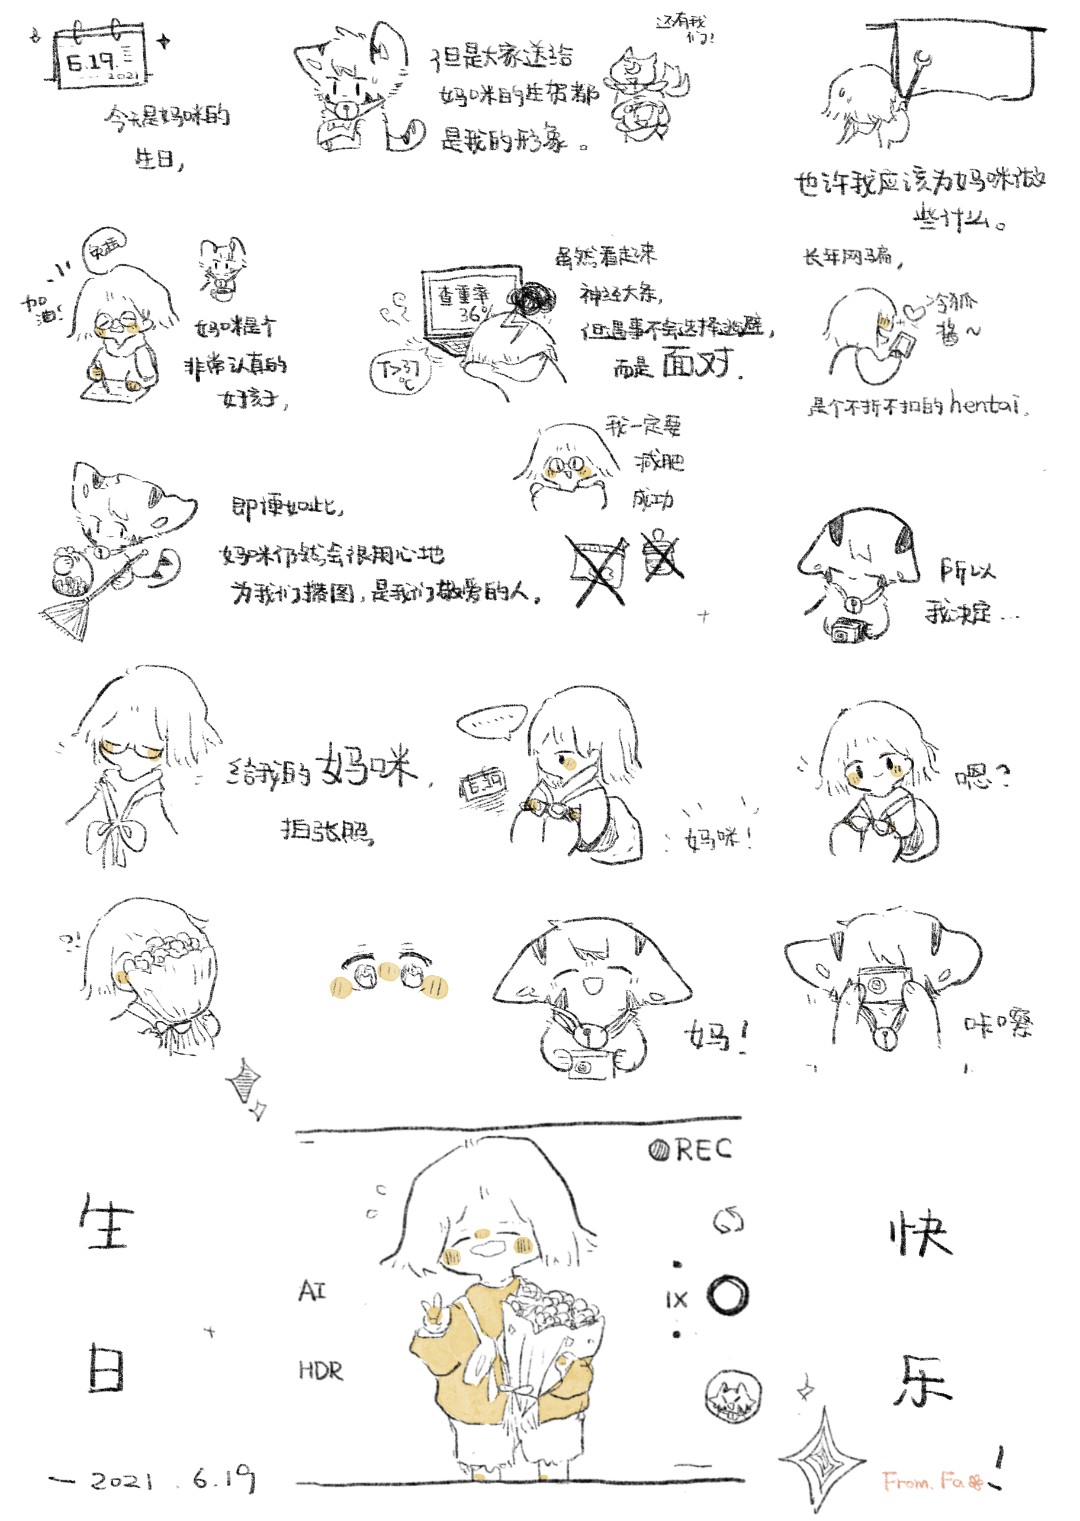 6.19.
2021
今天是妈咪的
生日，
但是大家送给
妈咪的生贺都
是我的形象。
还有我
们！
也许我应该为妈咪做
些什么。
加
油！
妈咪是个
非常认真的
女孩子，
查重率
36%
T>37
℃
虽然看起来
神经大条，
但遇事不会选择逃避，
而是 面对.
长年网骗，
冷狐
酱~
是个不折不扣的hentai.
即便如此，
妈咪仍然会很用心地
为我们摸图，是我们敬爱的人。
我一定要
减肥
成功
所以
我决定...
给我的 妈咪，
拍张照。
......
6.19
妈咪！
嗯？
?!
妈！
咔嚓
生
日
快
乐
！
REC
AI
1X
HDR
— 2021 . 6.19
From. Fa